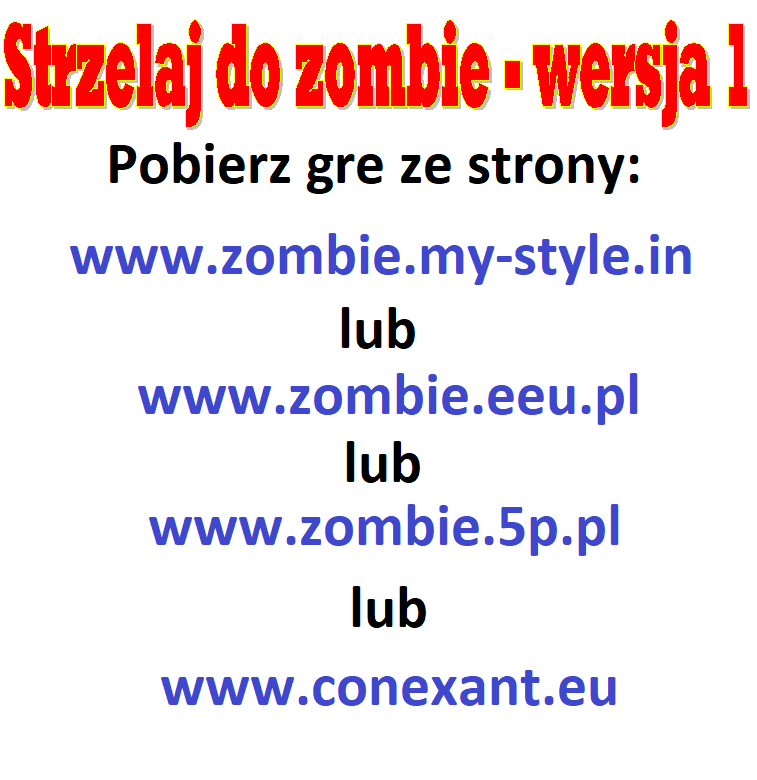 Strzelaj do zombie - wersja 1
Pobierz gre ze strony:
www.zombie.my-style.in
lub
www.zombie.eeu.pl
lub
www.zombie.5p.pl
lub
www.conexant.eu